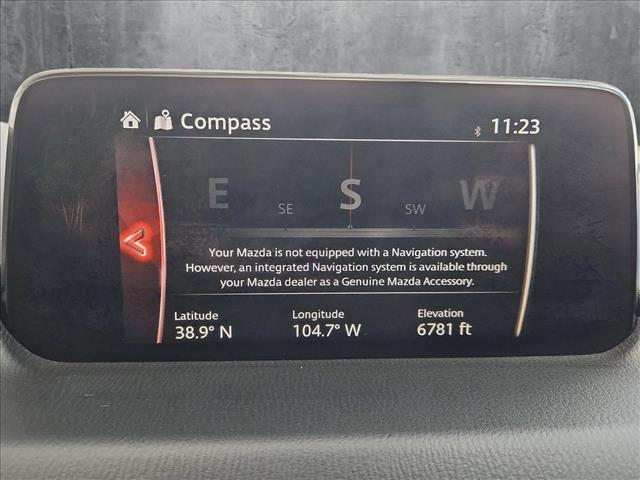 Compass
11:23
E SE S SW W
Your Mazda is not equipped with a Navigation system.
However, an integrated Navigation system is available through
your Mazda dealer as a Genuine Mazda Accessory.
Latitude Longitude Elevation
38.9° N 104.7° W 6781 ft